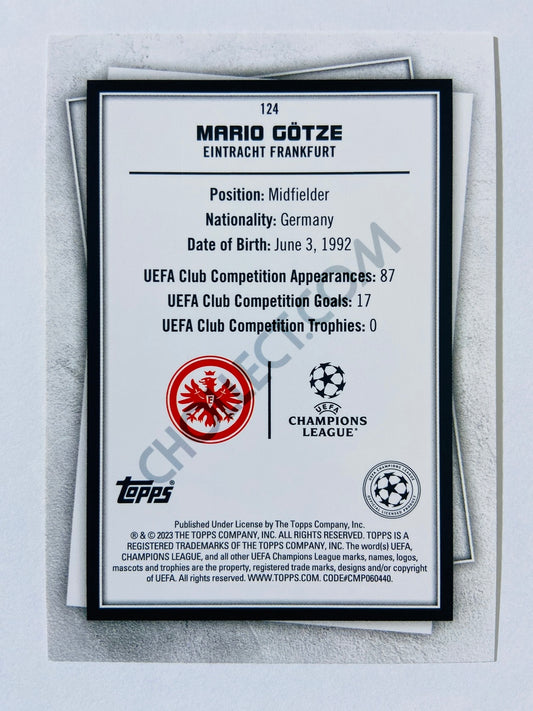 124
MARIO GÖTZE
EINTRACHT FRANKFURT
Position: Midfielder
Nationality: Germany
Date of Birth: June 3, 1992
UEFA Club Competition Appearances: 87
UEFA Club Competition Goals: 17
UEFA Club Competition Trophies: 0
F
UEFA
CHAMPIONS
LEAGUE®
TOPPS
Published Under License by The Topps Company, Inc.
® & © 2023 THE TOPPS COMPANY, INC. ALL RIGHTS RESERVED. TOPPS IS A
REGISTERED TRADEMARKS OF THE TOPPS COMPANY, INC. The word(s) UEFA,
CHAMPIONS LEAGUE, and all other UEFA Champions League marks, names, logos,
mascots and trophies are the property, registered trade marks, designs and/or copyright
of UEFA. All rights reserved. WWW.TOPPS.COM. CODE#CMP060440.